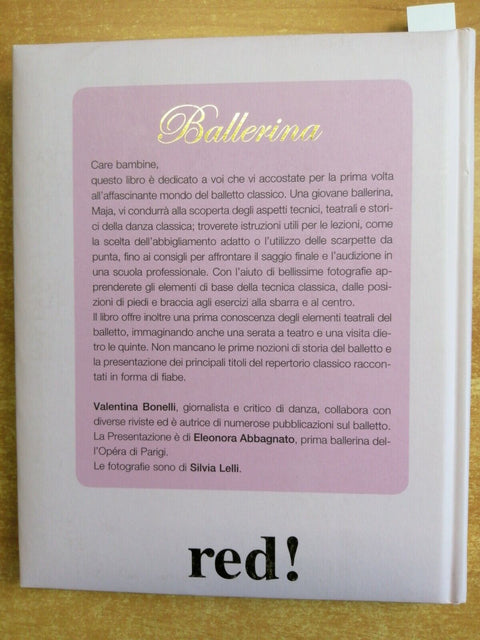 Ballerina
Care bambine,
questo libro è dedicato a voi che vi accostate per la prima volta
all'affascinante mondo del balletto classico. Una giovane ballerina,
Maja, vi condurrà alla scoperta degli aspetti tecnici, teatrali e stori-
ci della danza classica; troverete istruzioni utili per le lezioni, come
la scelta dell'abbigliamento adatto o l'utilizzo delle scarpette da
punta, fino ai consigli per affrontare il saggio finale e l'audizione in
una scuola professionale. Con l'aiuto di bellissime fotografie ap-
prenderete gli elementi di base della tecnica classica, dalle posi-
zioni di piedi e braccia agli esercizi alla sbarra e al centro.
Il libro offre inoltre una prima conoscenza degli elementi teatrali del
balletto, immaginando anche una serata a teatro e una visita die-
tro le quinte. Non mancano le prime nozioni di storia del balletto e
la presentazione dei principali titoli del repertorio classico raccon-
tati in forma di fiabe.
Valentina Bonelli, giornalista e critico di danza, collabora con
diverse riviste ed è autrice di numerose pubblicazioni sul balletto.
La Presentazione è di Eleonora Abbagnato, prima ballerina del-
l'Opéra di Parigi.
Le fotografie sono di Silvia Lelli.
red!